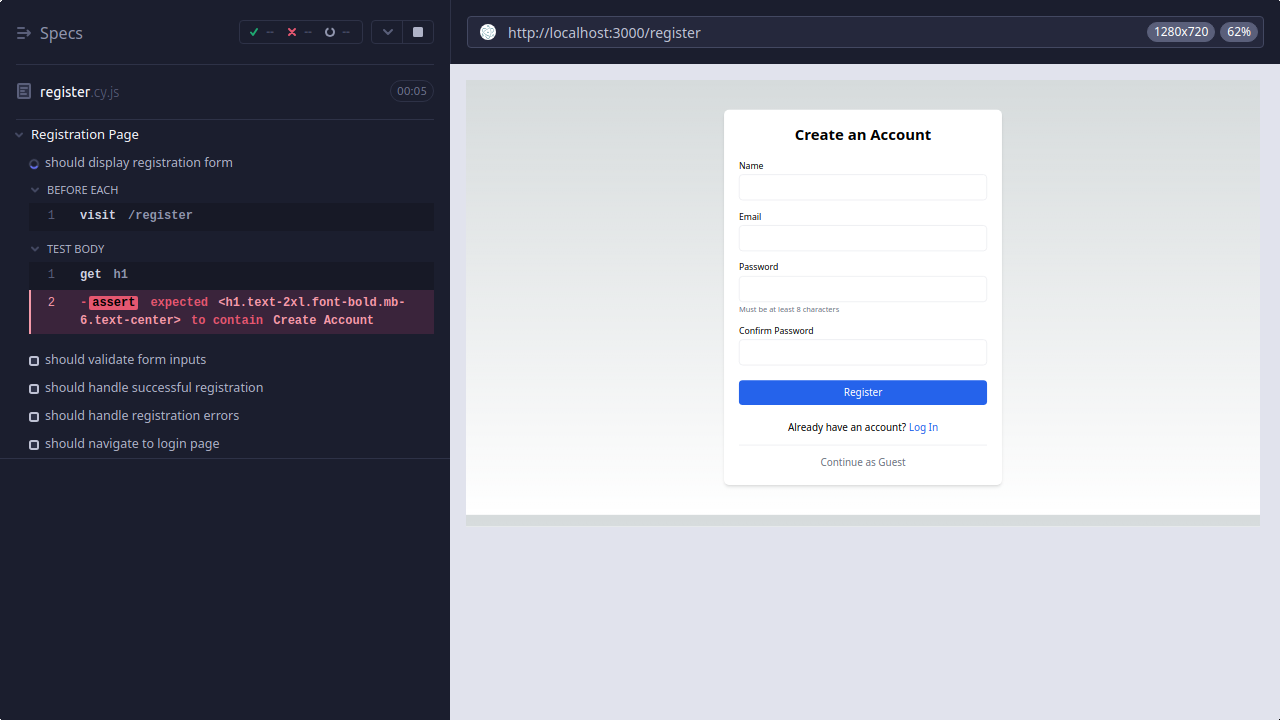 Specs
-- -- --
register.cy.js
00:05
Registration Page
should display registration form
BEFORE EACH
1 visit /register
TEST BODY
1 get h1
2 -assert expected <h1.text-2xl.font-bold.mb-
6.text-center> to contain Create Account
should validate form inputs
should handle successful registration
should handle registration errors
should navigate to login page
http://localhost:3000/register
1280x720
62%
Create an Account
Name
Email
Password
Must be at least 8 characters
Confirm Password
Register
Already have an account? Log In
Continue as Guest